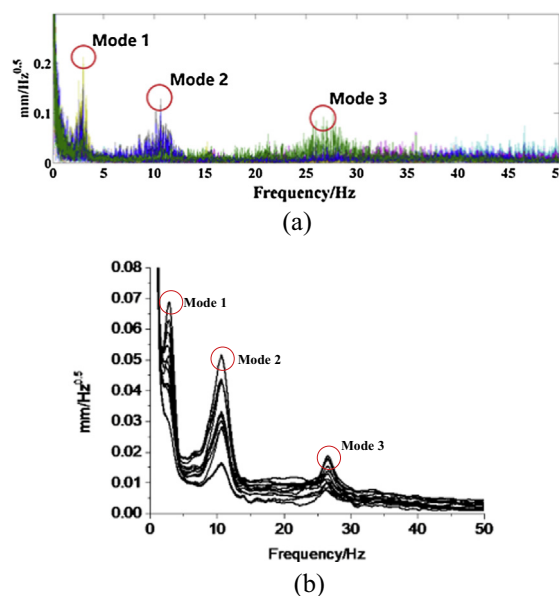 Mode 1
Mode 2
Mode 3
mm/Hz^0.5
0.2
0.1
0
0 5 10 15 20 25 30 35 40 45 50
Frequency/Hz
(a)
0.08
0.07
0.06
0.05
0.04
0.03
0.02
0.01
0.00
mm/Hz^0.5
Mode 1
Mode 2
Mode 3
0 10 20 30 40 50
Frequency/Hz
(b)